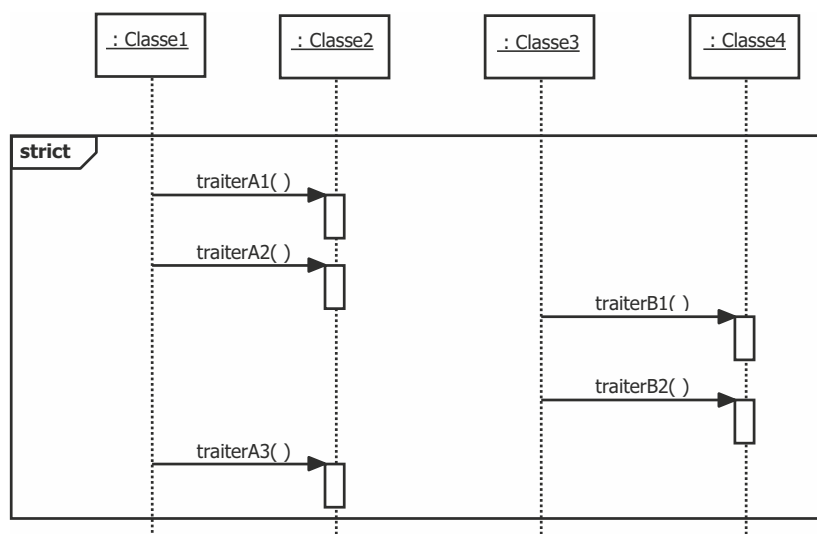 : Classe1
: Classe2
: Classe3
: Classe4
strict
traiterA1( )
traiterA2( )
traiterB1( )
traiterB2( )
traiterA3( )